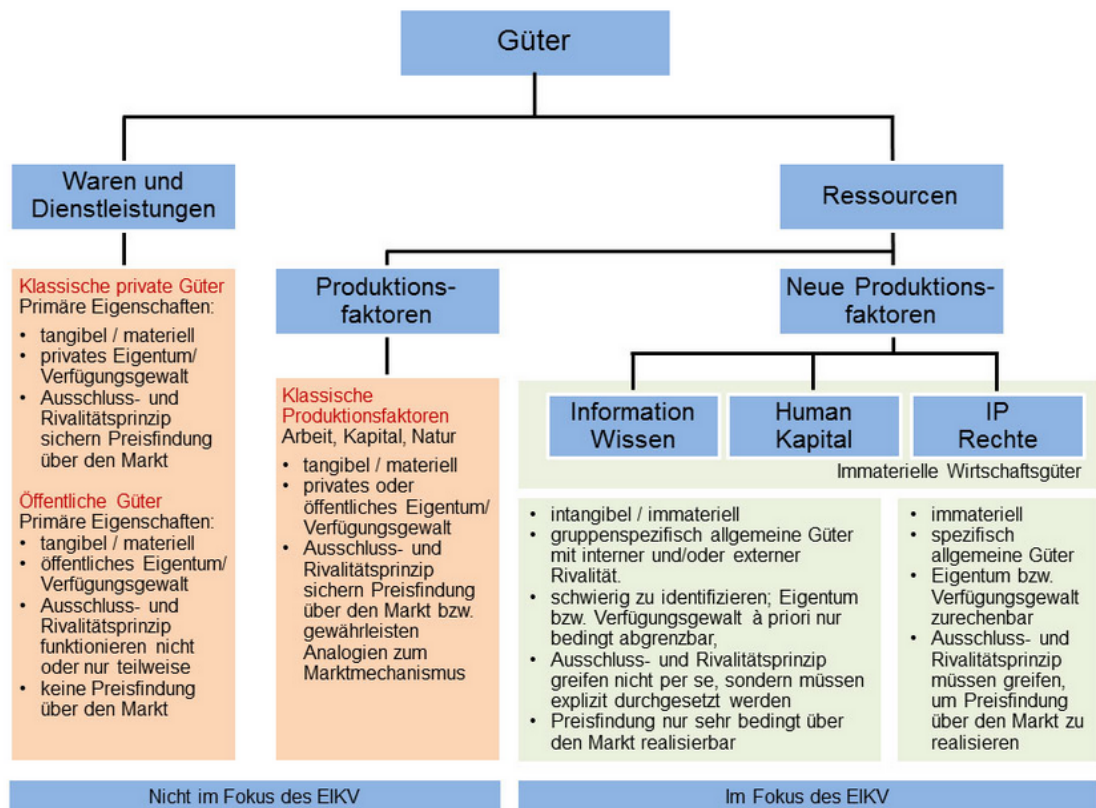 Güter
Waren und
Dienstleistungen
Ressourcen
Klassische private Güter
Primäre Eigenschaften:
• tangibel / materiell
• privates Eigentum/
Verfügungsgewalt
• Ausschluss- und
Rivalitätsprinzip
sichern Preisfindung
über den Markt
Öffentliche Güter
Primäre Eigenschaften:
• tangibel / materiell
• öffentliches Eigentum/
Verfügungsgewalt
• Ausschluss- und
Rivalitätsprinzip
funktionieren nicht
oder nur teilweise
• keine Preisfindung
über den Markt
Produktions-
faktoren
Klassische
Produktionsfaktoren
Arbeit, Kapital, Natur
• tangibel / materiell
• privates oder
öffentliches Eigentum/
Verfügungsgewalt
• Ausschluss- und
Rivalitätsprinzip
sichern Preisfindung
über den Markt bzw.
gewährleisten
Analogien zum
Marktmechanismus
Neue Produktions-
faktoren
Information
Wissen
Human
Kapital
IP
Rechte
Immaterielle Wirtschaftsgüter
• intangibel / immateriell
• gruppenspezifisch allgemeine Güter
mit interner und/oder externer
Rivalität.
• schwierig zu identifizieren; Eigentum
bzw. Verfügungsgewalt à priori nur
bedingt abgrenzbar,
• Ausschluss- und Rivalitätsprinzip
greifen nicht per se, sondern müssen
explizit durchgesetzt werden
• Preisfindung nur sehr bedingt über
den Markt realisierbar
• immateriell
• spezifisch
allgemeine Güter
• Eigentum bzw.
Verfügungsgewalt
zurechenbar
• Ausschluss- und
Rivalitätsprinzip
müssen greifen,
um Preisfindung
über den Markt zu
realisieren
Nicht im Fokus des EIKV
Im Fokus des EIKV